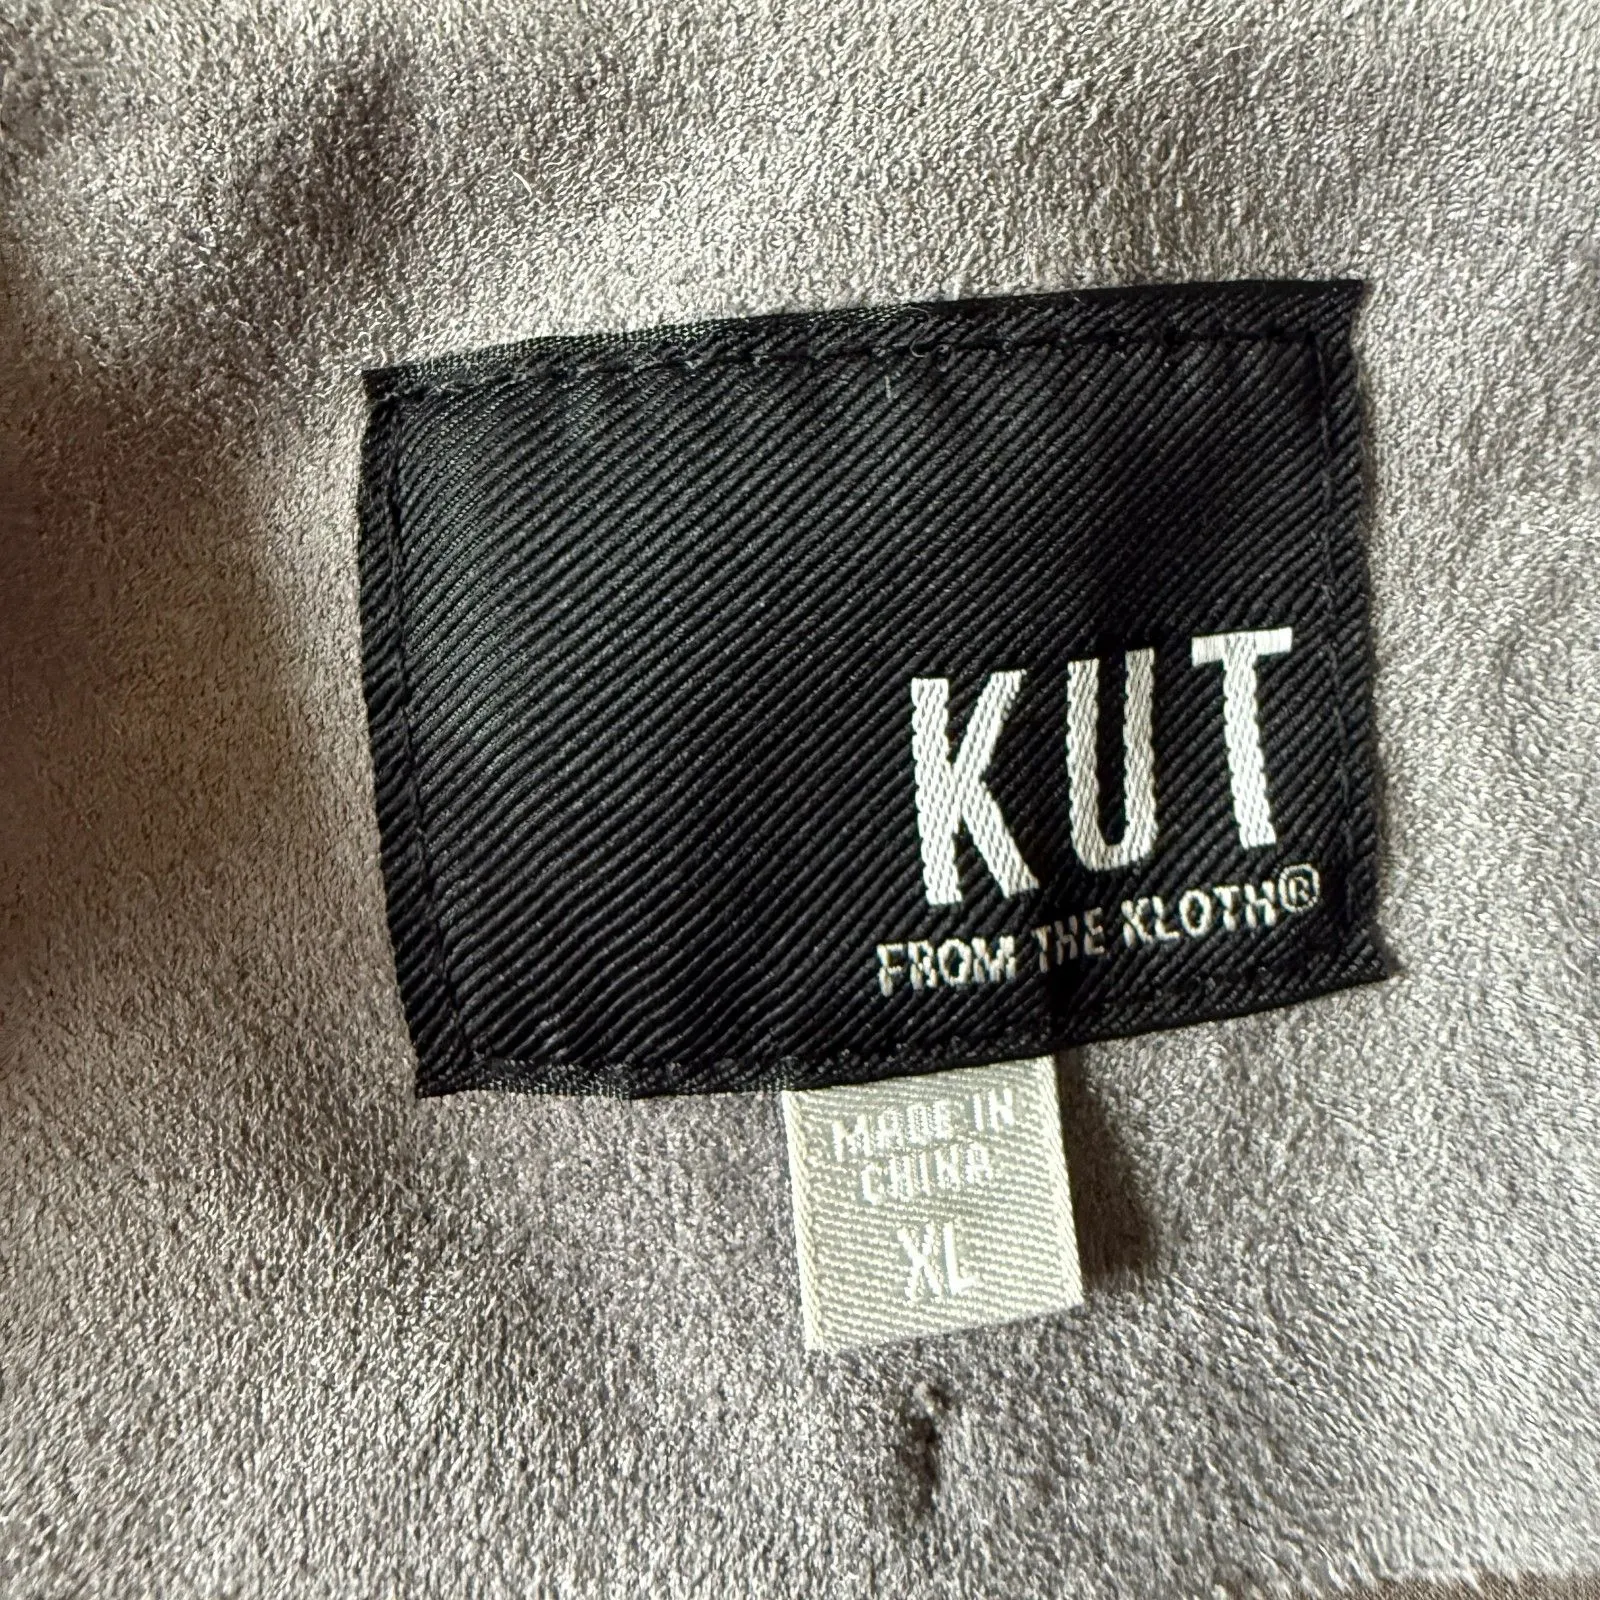 KUT
FROM THE KLOTH®
MADE IN
CHINA
XL